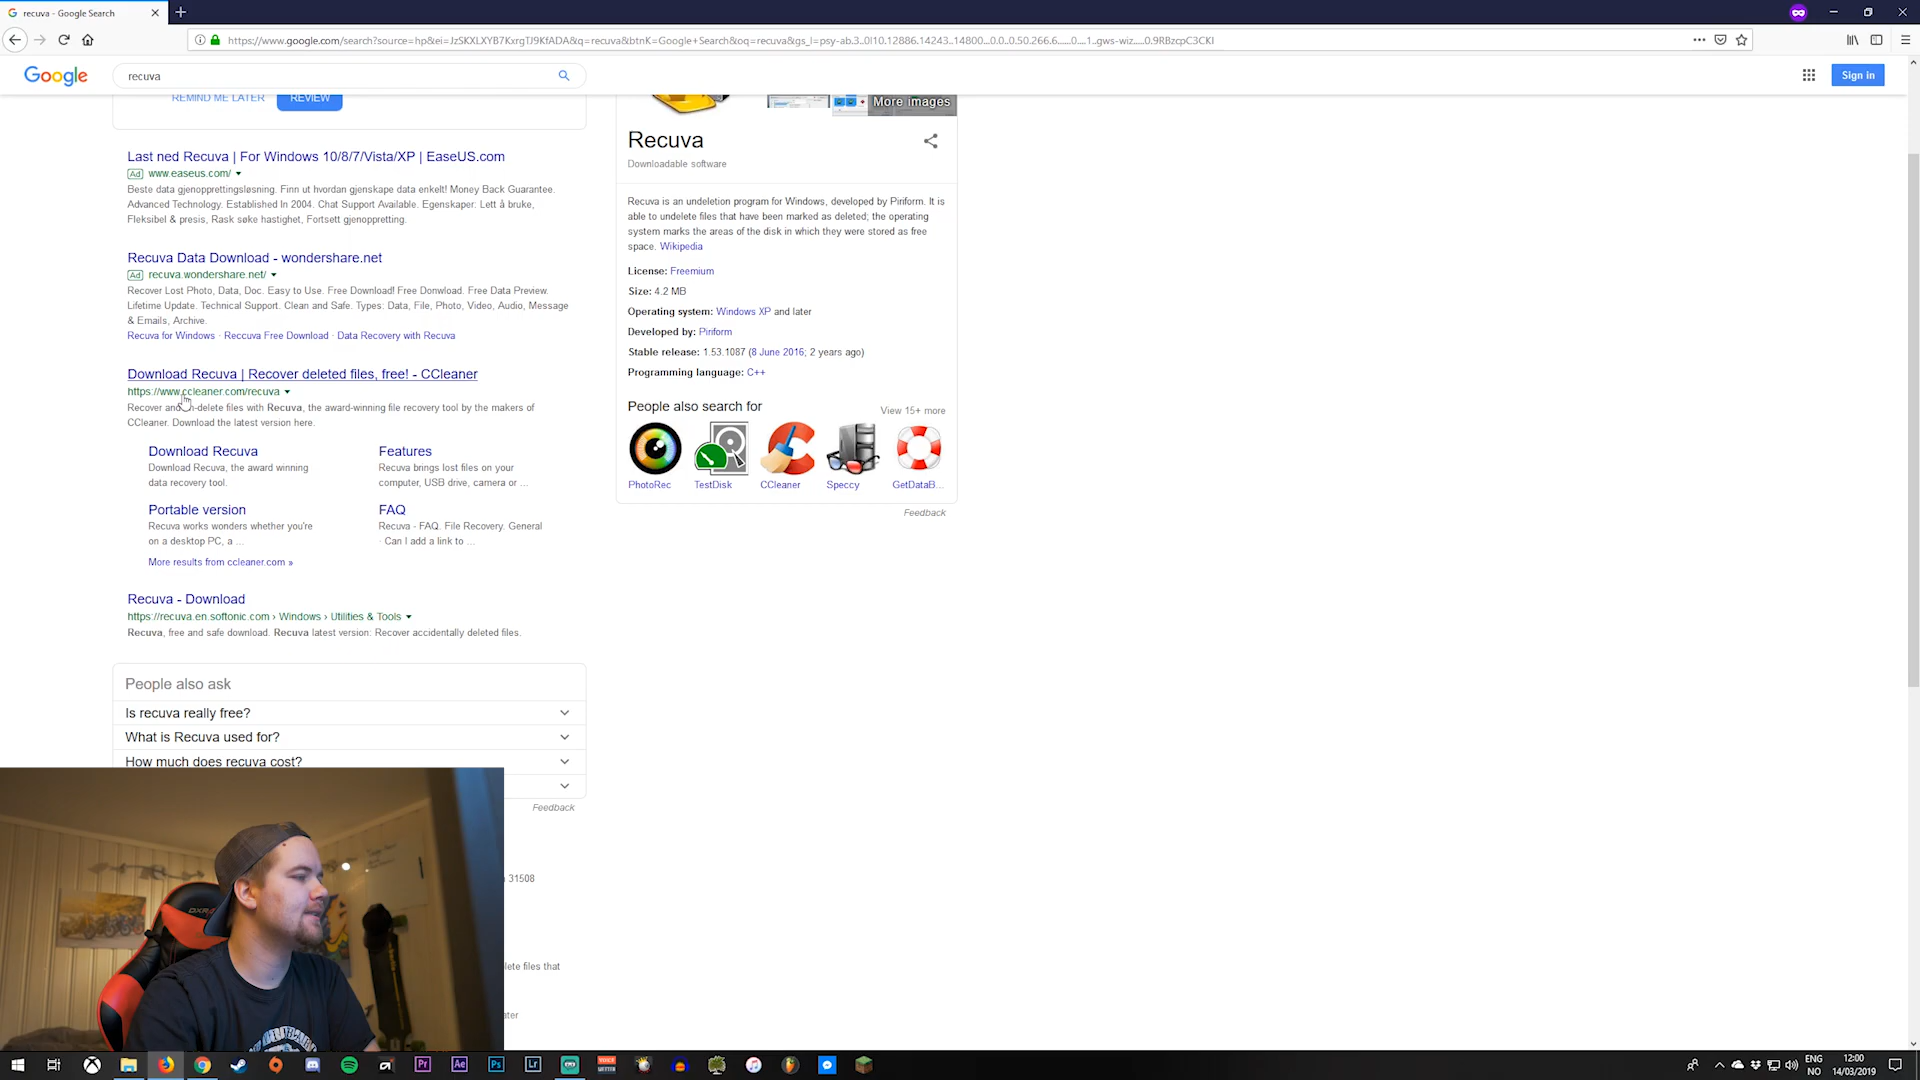 recuva - Google Search
https://www.google.com/search?source=hp&ei=JzSKXLXYB7KxrgTJ9KfADA&q=recuva&btnK=Google+Search&oq=recuva&gs_l=psy-ab.3..0l10.12886.14243..14800...0.0..0.50.266.6......0....1..gws-wiz.....0.9RBzcpC3CKI
Google
recuva
Sign in
REMIND ME LATER
REVIEW
Last ned Recuva | For Windows 10/8/7/Vista/XP | EaseUS.com
Ad www.easeus.com/
Beste data gjenopprettingsløsning. Finn ut hvordan gjenskape data enkelt! Money Back Guarantee.
Advanced Technology. Established In 2004. Chat Support Available. Egenskaper: Lett å bruke,
Fleksibel & presis, Rask søke hastighet, Fortsett gjenoppretting.
Recuva Data Download - wondershare.net
Ad recuva.wondershare.net/
Recover Lost Photo, Data, Doc. Easy to Use. Free Download! Free Donwload. Free Data Preview.
Lifetime Update. Technical Support. Clean and Safe. Types: Data, File, Photo, Video, Audio, Message
& Emails, Archive.
Recuva for Windows · Reccuva Free Download · Data Recovery with Recuva
Download Recuva | Recover deleted files, free! - CCleaner
https://www.ccleaner.com/recuva
Recover and un-delete files with Recuva, the award-winning file recovery tool by the makers of
CCleaner. Download the latest version here.
Download Recuva
Download Recuva, the award winning
data recovery tool.
Features
Recuva brings lost files on your
computer, USB drive, camera or ...
Portable version
Recuva works wonders whether you're
on a desktop PC, a ...
FAQ
Recuva - FAQ. File Recovery. General
· Can I add a link to ...
More results from ccleaner.com »
Recuva - Download
https://recuva.en.softonic.com › Windows › Utilities & Tools
Recuva, free and safe download. Recuva latest version: Recover accidentally deleted files.
People also ask
Is recuva really free?
What is Recuva used for?
How much does recuva cost?
Feedback
31508
lete files that
ater
More images
Recuva
Downloadable software
Recuva is an undeletion program for Windows, developed by Piriform. It is
able to undelete files that have been marked as deleted; the operating
system marks the areas of the disk in which they were stored as free
space. Wikipedia
License: Freemium
Size: 4.2 MB
Operating system: Windows XP and later
Developed by: Piriform
Stable release: 1.53.1087 (8 June 2016; 2 years ago)
Programming language: C++
People also search for
View 15+ more
PhotoRec
TestDisk
CCleaner
Speccy
GetDataB...
Feedback
Pr
Ae
Ps
Lr
ENG
NO
12:00
14/03/2019